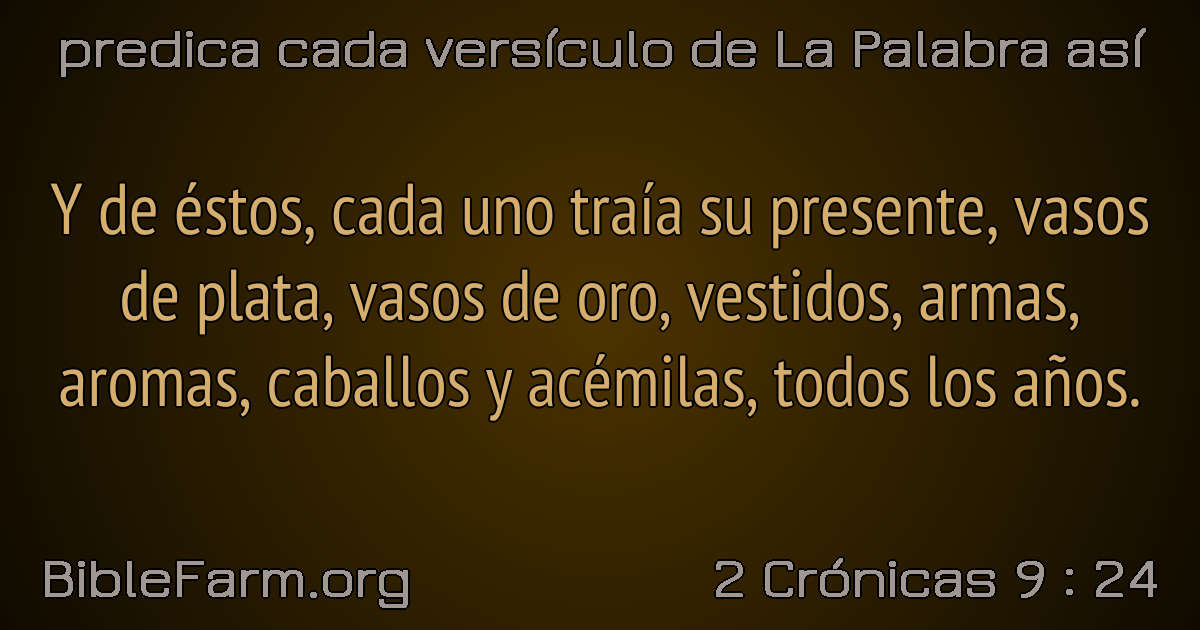 predica cada versículo de La Palabra así
Y de éstos, cada uno traía su presente, vasos
de plata, vasos de oro, vestidos, armas,
aromas, caballos y acémilas, todos los años.
BibleFarm.org
2 Crónicas 9 : 24